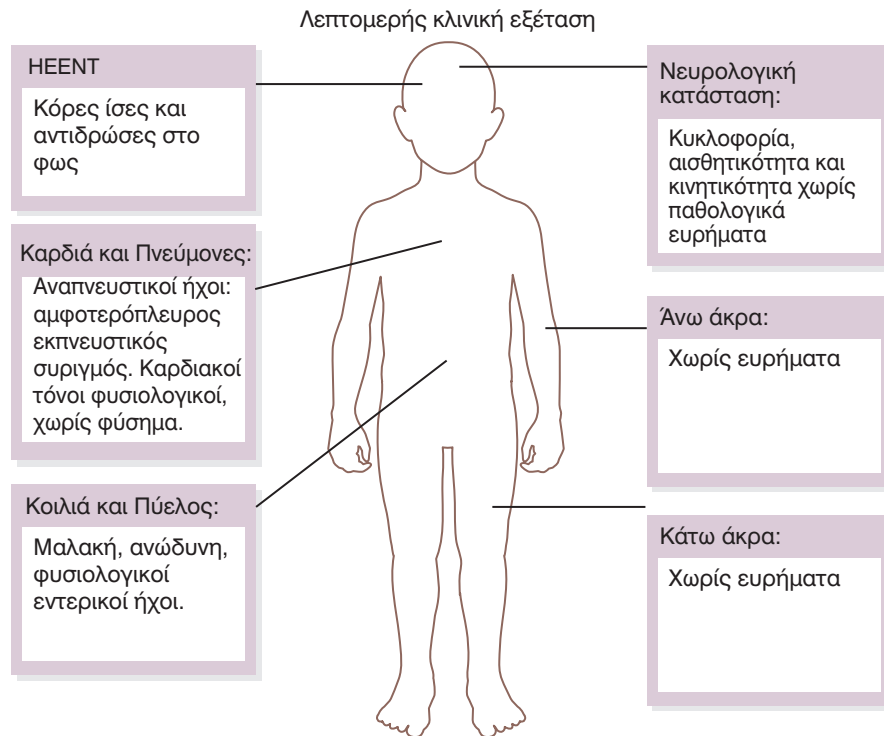 Λεπτομερής κλινική εξέταση
HEENT
Κόρες ίσες και
αντιδρώσες στο
φως
Καρδιά και Πνεύμονες:
Αναπνευστικοί ήχοι:
αμφοτερόπλευρος
εκπνευστικός
συριγμός. Καρδιακοί
τόνοι φυσιολογικοί,
χωρίς φύσημα.
Κοιλιά και Πύελος:
Μαλακή, ανώδυνη,
φυσιολογικοί
εντερικοί ήχοι.
Νευρολογική
κατάσταση:
Κυκλοφορία,
αισθητικότητα και
κινητικότητα χωρίς
παθολογικά
ευρήματα
Άνω άκρα:
Χωρίς ευρήματα
Κάτω άκρα:
Χωρίς ευρήματα